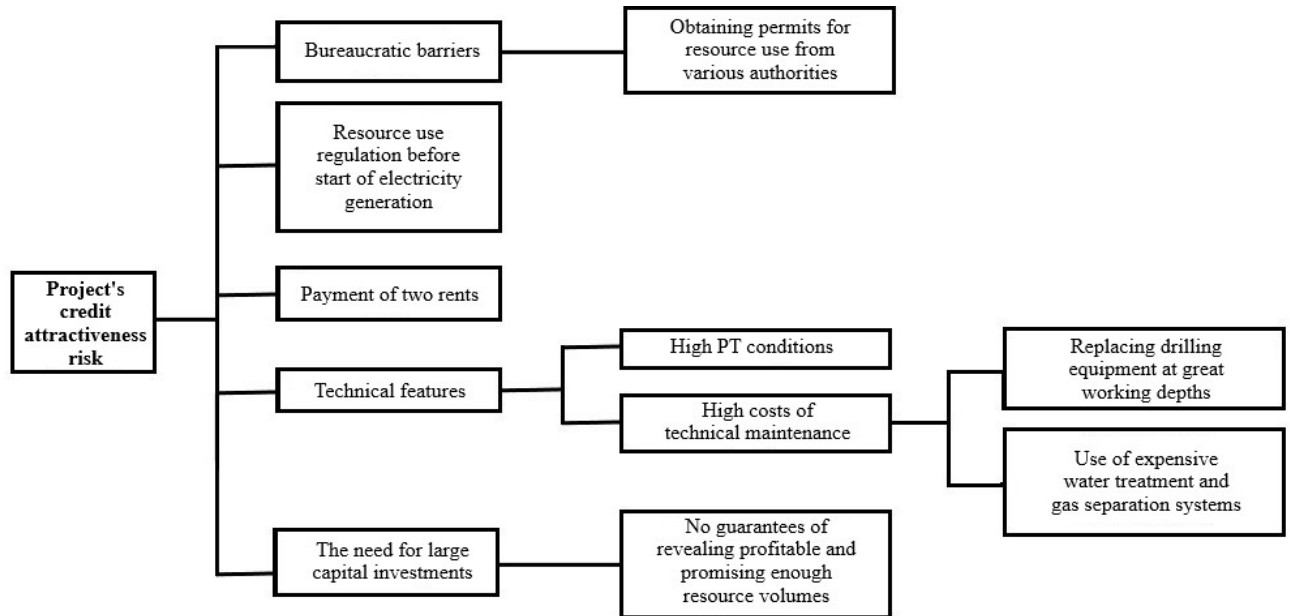 Bureaucratic barriers
Obtaining permits for
resource use from
various authorities
Resource use
regulation before
start of electricity
generation
Project's
credit
attractiveness
risk
Payment of two rents
Technical features
High PT conditions
High costs of
technical maintenance
Replacing drilling
equipment at great
working depths
Use of expensive
water treatment and
gas separation systems
The need for large
capital investments
No guarantees of
revealing profitable and
promising enough
resource volumes